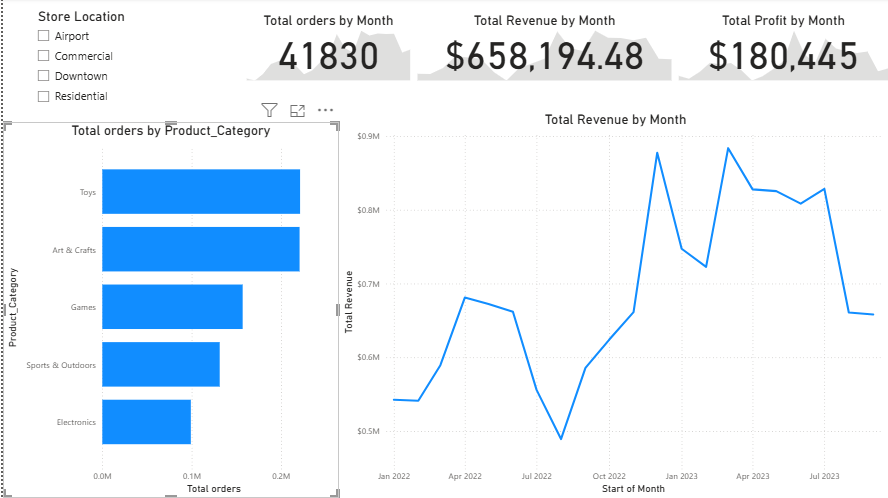 Store Location
Airport
Commercial
Downtown
Residential
Total orders by Month
41830
Total Revenue by Month
$658,194.48
Total Profit by Month
$180,445
Total orders by Product_Category
Product_Category
Toys
Art & Crafts
Games
Sports & Outdoors
Electronics
0.0M 0.1M 0.2M
Total orders
Total Revenue by Month
Total Revenue
$0.9M
$0.8M
$0.7M
$0.6M
$0.5M
Jan 2022 Apr 2022 Jul 2022 Oct 2022 Jan 2023 Apr 2023 Jul 2023
Start of Month